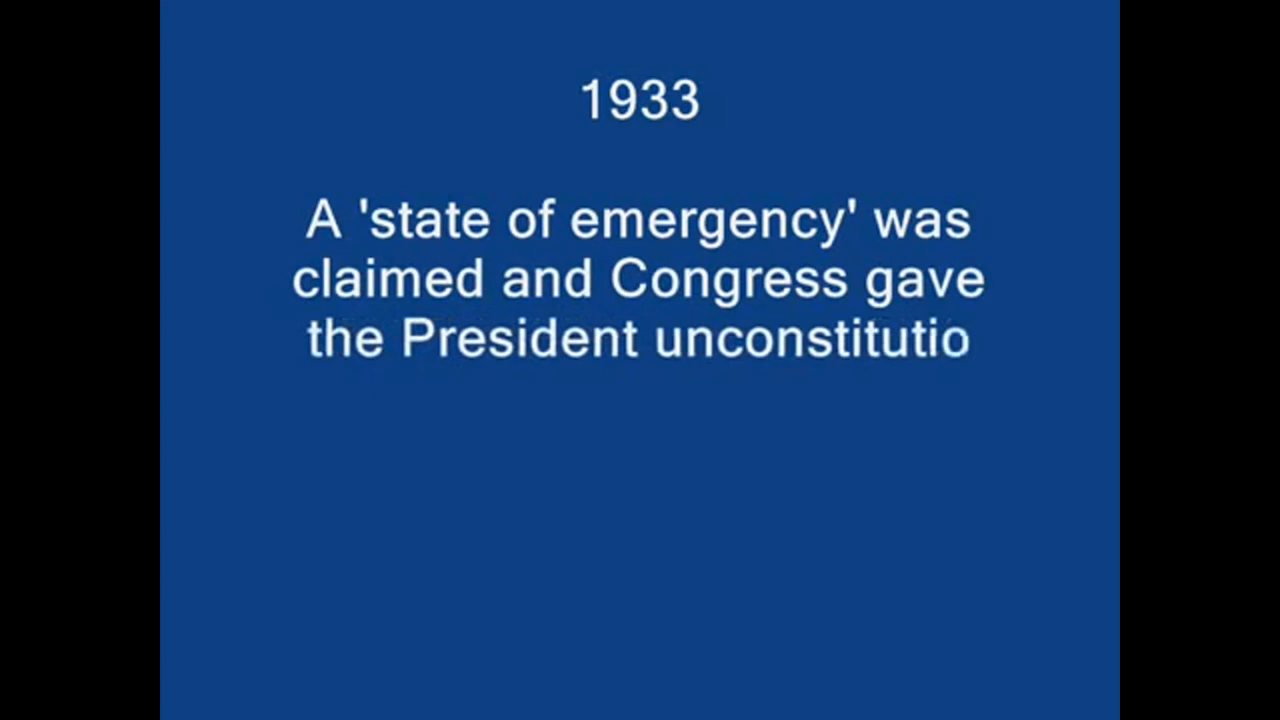 1933
A 'state of emergency' was
claimed and Congress gave
the President unconstitutio